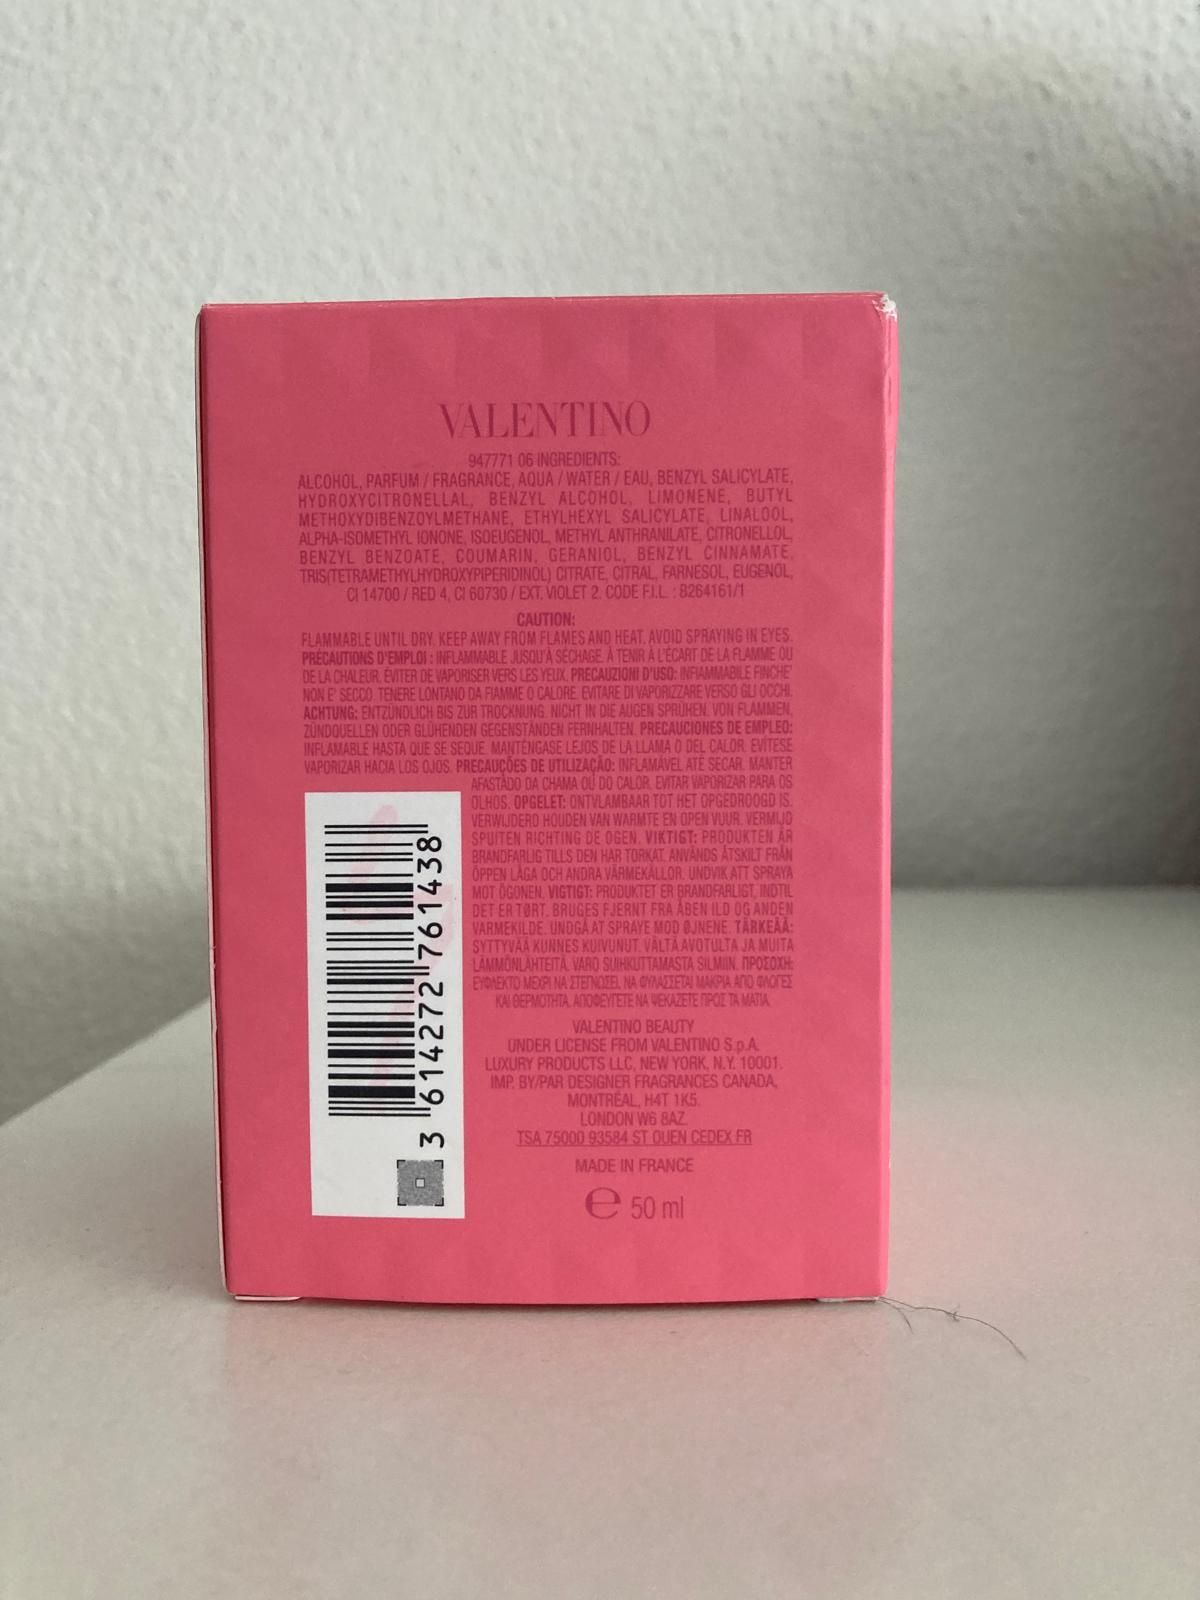 VALENTINO
947771 06 INGREDIENTS:
ALCOHOL, PARFUM / FRAGRANCE, AQUA / WATER / EAU, BENZYL SALICYLATE,
HYDROXYCITRONELLAL, BENZYL ALCOHOL, LIMONENE, BUTYL
METHOXYDIBENZOYLMETHANE, ETHYLHEXYL SALICYLATE, LINALOOL,
ALPHA-ISOMETHYL IONONE, ISOEUGENOL, METHYL ANTHRANILATE, CITRONELLOL,
BENZYL BENZOATE, COUMARIN, GERANIOL, BENZYL CINNAMATE,
TRIS(TETRAMETHYLHYDROXYPIPERIDINOL) CITRATE, CITRAL, FARNESOL, EUGENOL,
CI 14700 / RED 4, CI 60730 / EXT. VIOLET 2. CODE F.I.L. : B264161/1
CAUTION:
FLAMMABLE UNTIL DRY. KEEP AWAY FROM FLAMES AND HEAT. AVOID SPRAYING IN EYES.
PRÉCAUTIONS D'EMPLOI : INFLAMMABLE JUSQU'À SÉCHAGE. À TENIR À L'ÉCART DE LA FLAMME OU
DE LA CHALEUR. ÉVITER DE VAPORISER VERS LES YEUX. PRECAUZIONI D'USO: INFIAMMABILE FINCHE'
NON E' SECCO. TENERE LONTANO DA FIAMME O CALORE. EVITARE DI VAPORIZZARE VERSO GLI OCCHI.
ACHTUNG: ENTZÜNDLICH BIS ZUR TROCKNUNG. NICHT IN DIE AUGEN SPRÜHEN. VON FLAMMEN,
ZÜNDQUELLEN ODER GLÜHENDEN GEGENSTÄNDEN FERNHALTEN. PRECAUCIONES DE EMPLEO:
INFLAMABLE HASTA QUE SE SEQUE. MANTÉNGASE LEJOS DE LA LLAMA O DEL CALOR. EVÍTESE
VAPORIZAR HACIA LOS OJOS. PRECAUÇÕES DE UTILIZAÇÃO: INFLAMÁVEL ATÉ SECAR. MANTER
AFASTADO DA CHAMA OU DO CALOR. EVITAR VAPORIZAR PARA OS
OLHOS. OPGELET: ONTVLAMBAAR TOT HET OPGEDROOGD IS.
VERWIJDERD HOUDEN VAN WARMTE EN OPEN VUUR. VERMIJD
SPUITEN RICHTING DE OGEN. VIKTIGT: PRODUKTEN ÄR
BRANDFARLIG TILLS DEN HAR TORKAT. ANVÄNDS ÅTSKILT FRÅN
ÖPPEN LÅGA OCH ANDRA VÄRMEKÄLLOR. UNDVIK ATT SPRAYA
MOT ÖGONEN. VIGTIGT: PRODUKTET ER BRANDFARLIGT, INDTIL
DET ER TØRT. BRUGES FJERNT FRA ÅBEN ILD OG ANDEN
VARMEKILDE. UNDGÅ AT SPRAYE MOD ØJNENE. TÄRKEÄÄ:
SYTTYVÄÄ KUNNES KUIVUNUT. VÄLTÄ AVOTULTA JA MUITA
LÄMMÖNLÄHTEITÄ. VARO SUIHKUTTAMASTA SILMIIN. ΠΡΟΣΟΧΗ:
ΕΥΦΛΕΚΤΟ ΜΕΧΡΙ ΝΑ ΣΤΕΓΝΩΣΕΙ. ΝΑ ΦΥΛΑΣΣΕΤΑΙ ΜΑΚΡΙΑ ΑΠΟ ΦΛΟΓΕΣ
ΚΑΙ ΘΕΡΜΟΤΗΤΑ. ΑΠΟΦΕΥΓΕΤΕ ΝΑ ΨΕΚΑΖΕΤΕ ΠΡΟΣ ΤΑ ΜΑΤΙΑ.
3 614272 761438
VALENTINO BEAUTY
UNDER LICENSE FROM VALENTINO S.p.A.
LUXURY PRODUCTS LLC, NEW YORK, N.Y. 10001.
IMP. BY/PAR DESIGNER FRAGRANCES CANADA,
MONTRÉAL, H4T 1K5.
LONDON W6 8AZ
TSA 75000 93584 ST OUEN CEDEX FR
MADE IN FRANCE
℮ 50 ml